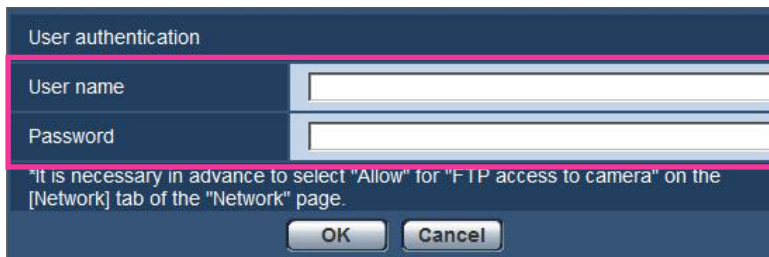 User authentication
User name
Password
*It is necessary in advance to select "Allow" for "FTP access to camera" on the
[Network] tab of the "Network" page.
OK Cancel